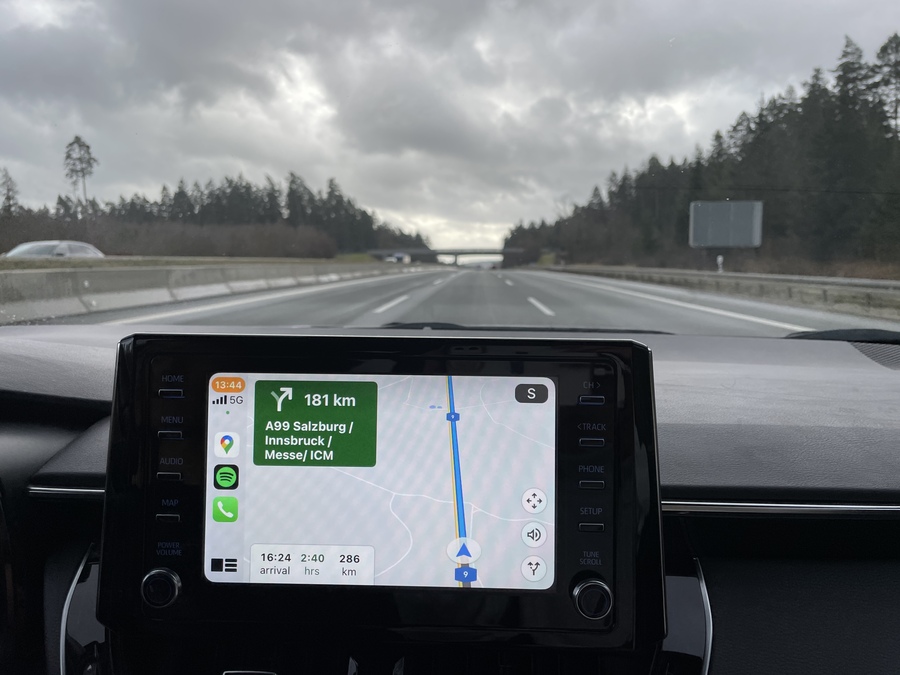 HOME
MENU
AUDIO
MAP
POWER
VOLUME
13:44
5G
181 km
A99 Salzburg /
Innsbruck /
Messe/ ICM
16:24 2:40 286
arrival hrs km
9
9
S
CH >
<TRACK
PHONE
SETUP
TUNE
SCROLL